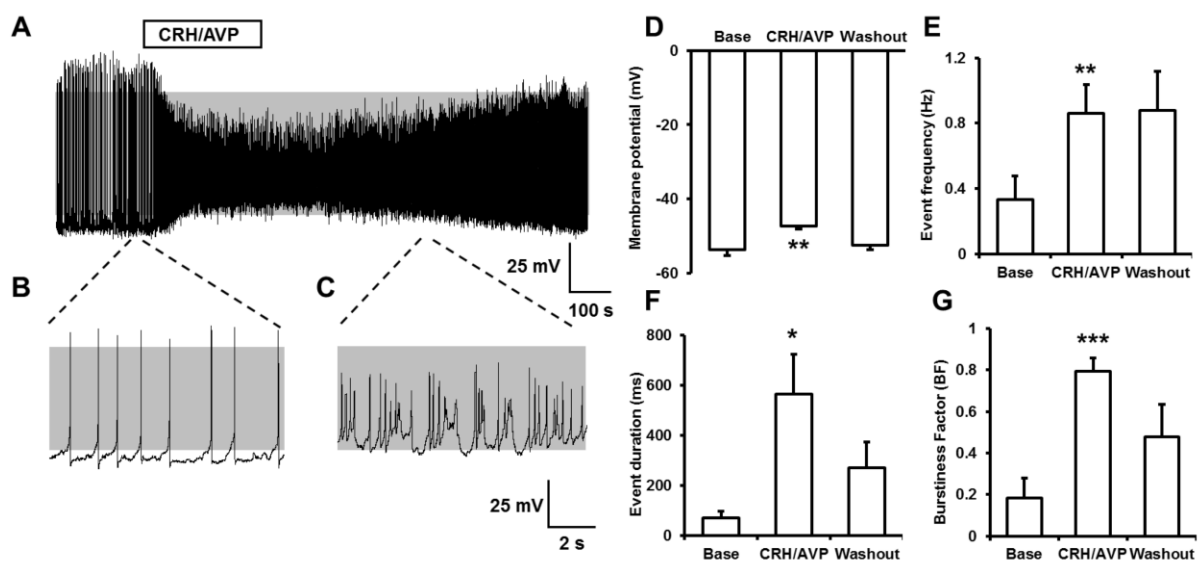 A
CRH/AVP
25 mV
100 s
B
C
25 mV
2 s
D
Base CRH/AVP Washout
Membrane potential (mV)
0
-20
-40
-60
**
E
Event frequency (Hz)
1.2
0.8
0.4
0
**
Base CRH/AVP Washout
F
Event duration (ms)
800
600
400
200
0
*
Base CRH/AVP Washout
G
Burstiness Factor (BF)
1
0.8
0.6
0.4
0.2
0
***
Base CRH/AVP Washout